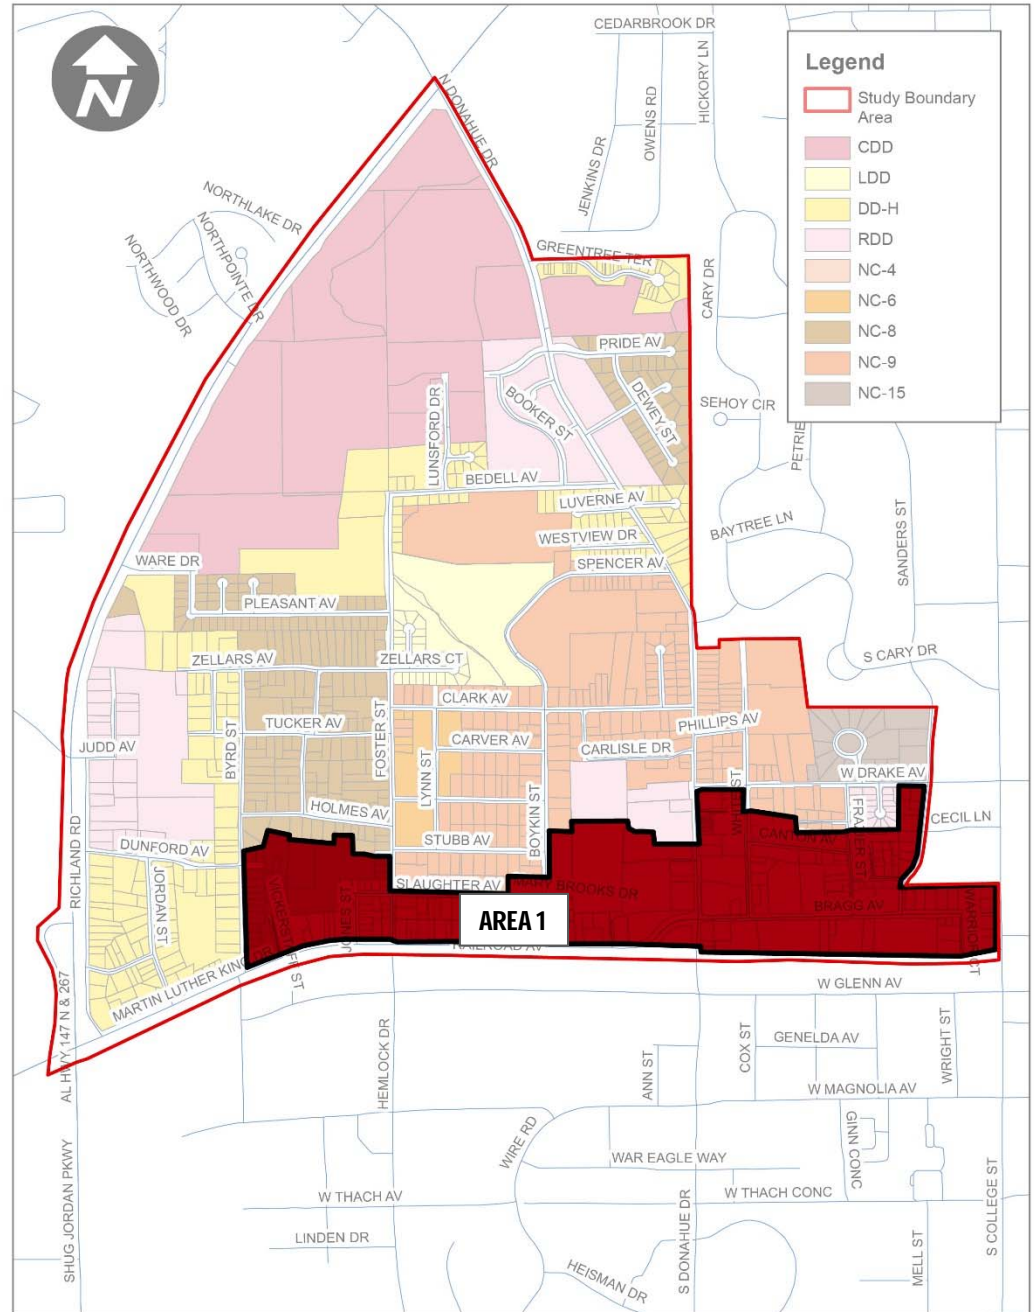 CEDARBROOK DR
N
N DONAHUE DR
HICKORY LN
OWENS RD
JENKINS DR
Legend
Study Boundary
Area
CDD
LDD
DD-H
RDD
NC-4
NC-6
NC-8
NC-9
NC-15
NORTHLAKE DR
NORTHPOINTE DR
NORTHWOOD DR
GREENTREE TER
CARY DR
PRIDE AV
DEWEY ST
BOOKER ST
LUNSFORD DR
SEHOY CIR
PETRIE
BEDELL AV
LUVERNE AV
WESTVIEW DR
BAYTREE LN
SANDERS ST
SPENCER AV
WARE DR
PLEASANT AV
ZELLARS AV
ZELLARS CT
S CARY DR
CLARK AV
TUCKER AV
PHILLIPS AV
BYRD ST
FOSTER ST
LYNN ST
CARVER AV
CARLISLE DR
JUDD AV
W DRAKE AV
HOLMES AV
BOYKIN ST
FRAZIER ST
CECIL LN
DUNFORD AV
STUBB AV
CANTON AV
RICHLAND RD
JORDAN ST
SLAUGHTER AV
MARY BROOKS DR
JONES ST
BRAGG AV
AREA 1
RAILROAD AV
WARRIOR CT
W GLENN AV
AL HWY 147 N & 267
HEMLOCK DR
ANN ST
COX ST
GENELDA AV
WRIGHT ST
W MAGNOLIA AV
WIRE RD
GINN CONC
WAR EAGLE WAY
W THACH AV
W THACH CONC
LINDEN DR
SHUG JORDAN PKWY
HEISMAN DR
S DONAHUE DR
MELL ST
S COLLEGE ST